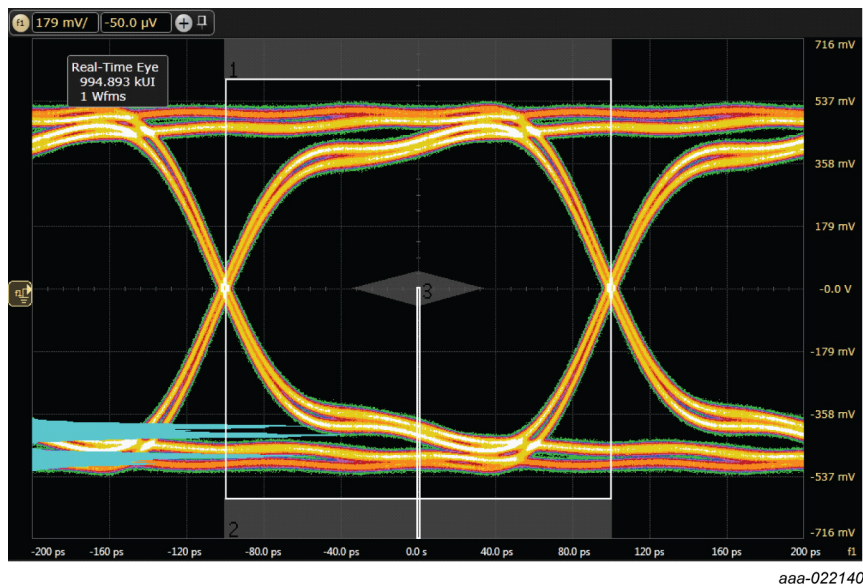 f1 179 mV/ -50.0 µV +
716 mV
1
Real-Time Eye
994.893 kUI
1 Wfms
537 mV
358 mV
179 mV
3
-0.0 V
-179 mV
-358 mV
-537 mV
2
-716 mV
-200 ps -160 ps -120 ps -80.0 ps -40.0 ps 0.0 s 40.0 ps 80.0 ps 120 ps 160 ps 200 ps f1
aaa-022140